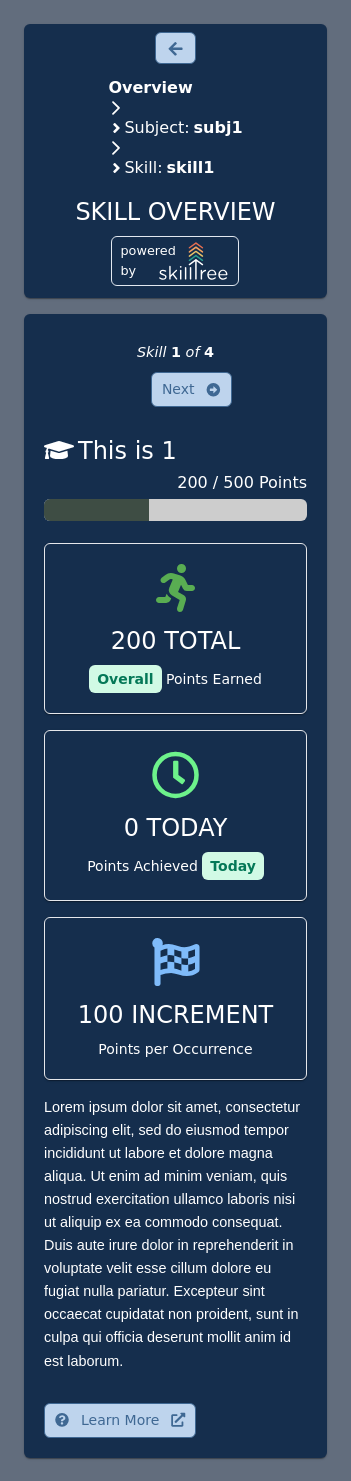 Overview
Subject: subj1
Skill: skill1
SKILL OVERVIEW
powered
by
skilltree
Skill 1 of 4
Next
This is 1
200 / 500 Points
200 TOTAL
Overall Points Earned
0 TODAY
Points Achieved Today
100 INCREMENT
Points per Occurrence
Lorem ipsum dolor sit amet, consectetur
adipiscing elit, sed do eiusmod tempor
incididunt ut labore et dolore magna
aliqua. Ut enim ad minim veniam, quis
nostrud exercitation ullamco laboris nisi
ut aliquip ex ea commodo consequat.
Duis aute irure dolor in reprehenderit in
voluptate velit esse cillum dolore eu
fugiat nulla pariatur. Excepteur sint
occaecat cupidatat non proident, sunt in
culpa qui officia deserunt mollit anim id
est laborum.
Learn More